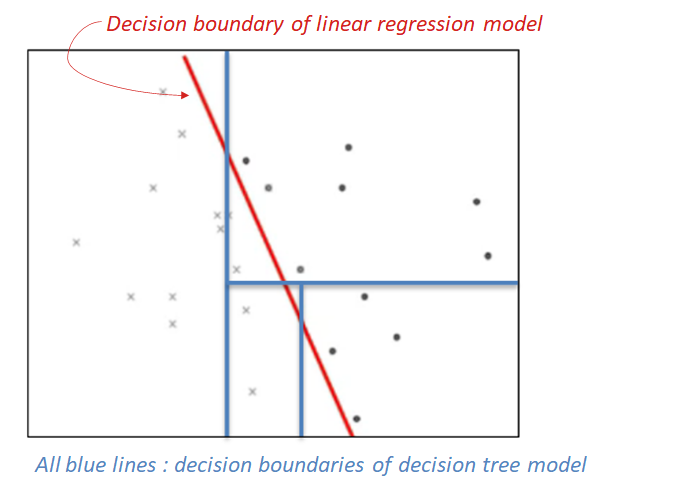 Decision boundary of linear regression model
All blue lines : decision boundaries of decision tree model